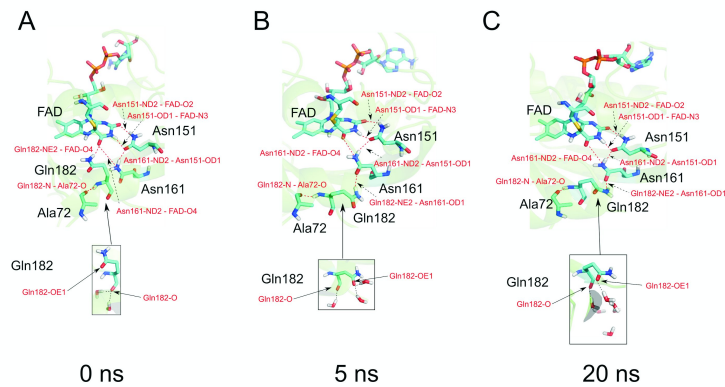 A
Asn151-ND2 - FAD-O2
Asn151-OD1 - FAD-N3
FAD
Asn151
Gln182-NE2 - FAD-O4
Gln182
Asn161-ND2 - Asn151-OD1
Asn161
Gln182-N - Ala72-O
Asn161-ND2 - FAD-O4
Ala72
Gln182
Gln182-OE1
Gln182-O
0 ns
B
Asn151-ND2 - FAD-O2
Asn151-OD1 - FAD-N3
FAD
Asn151
Asn161-ND2 - FAD-O4
Asn161-ND2 - Asn151-OD1
Gln182-N - Ala72-O
Asn161
Gln182-NE2 - Asn161-OD1
Ala72
Gln182
Gln182
Gln182-OE1
Gln182-O
5 ns
C
Asn151-ND2 - FAD-O2
Asn151-OD1 - FAD-N3
FAD
Asn151
Asn161-ND2 - FAD-O4
Asn161-ND2 - Asn151-OD1
Asn161
Gln182-N - Ala72-O
Gln182-NE2 - Asn161-OD1
Ala72
Gln182
Gln182
Gln182-OE1
Gln182-O
20 ns